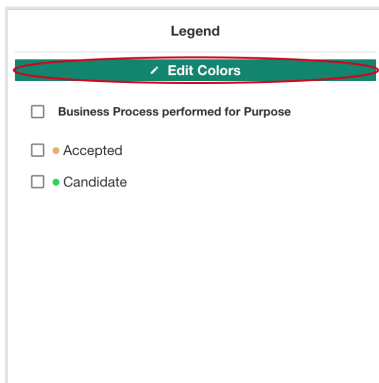 Legend
Edit Colors
Business Process performed for Purpose
Accepted
Candidate